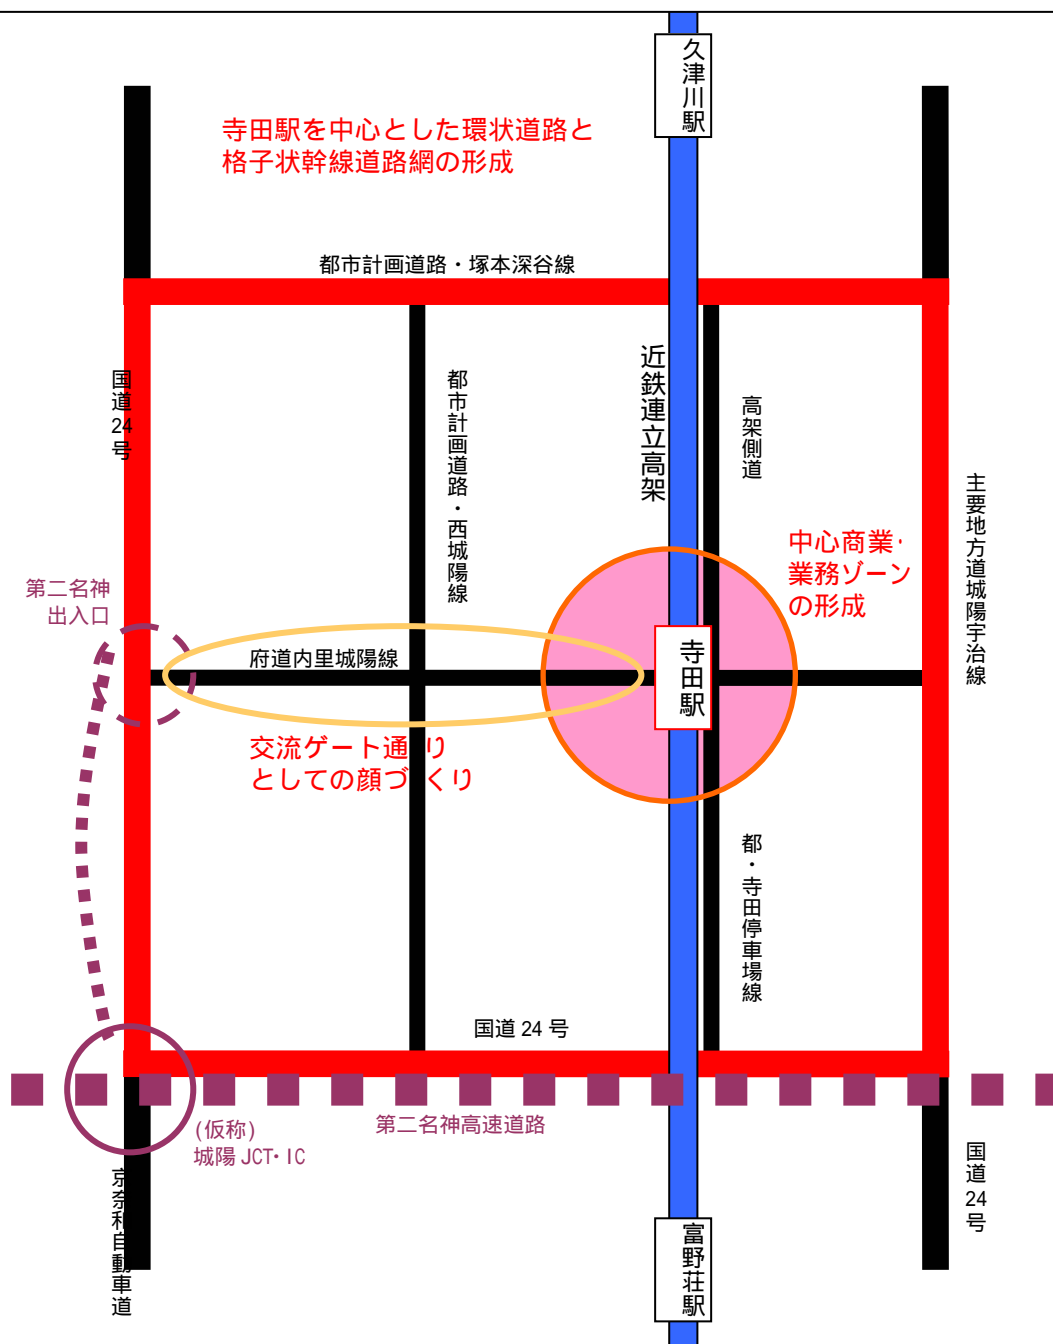 久津川駅
寺田駅を中心とした環状道路と
格子状幹線道路網の形成
都市計画道路・塚本深谷線
国道24号
都市計画道路・西城陽線
近鉄連立高架
高架側道
主要地方道城陽宇治線
中心商業・
業務ゾーン
の形成
第二名神
出入口
府道内里城陽線
寺田駅
交流ゲート通り
としての顔づくり
都・寺田停車場線
国道24号
第二名神高速道路
(仮称)
城陽JCT・IC
京奈和自動車道
国道24号
富野荘駅